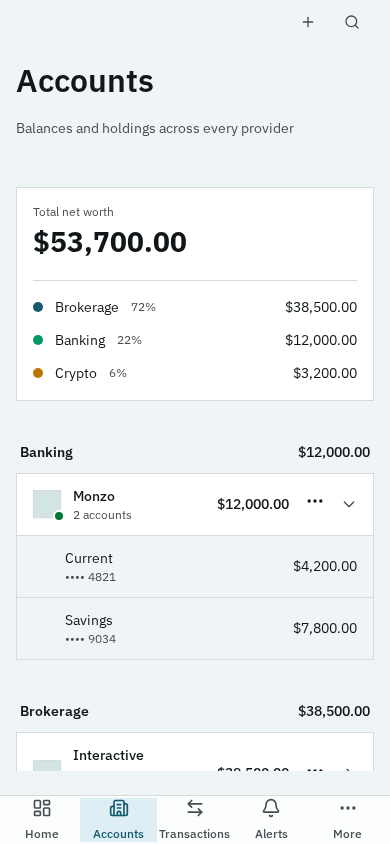 Accounts
Balances and holdings across every provider
Total net worth
$53,700.00
Brokerage 72% $38,500.00
Banking 22% $12,000.00
Crypto 6% $3,200.00
Banking $12,000.00
Monzo
2 accounts
$12,000.00
Current
•••• 4821
$4,200.00
Savings
•••• 9034
$7,800.00
Brokerage $38,500.00
Interactive
$38,500.00
Home Accounts Transactions Alerts More